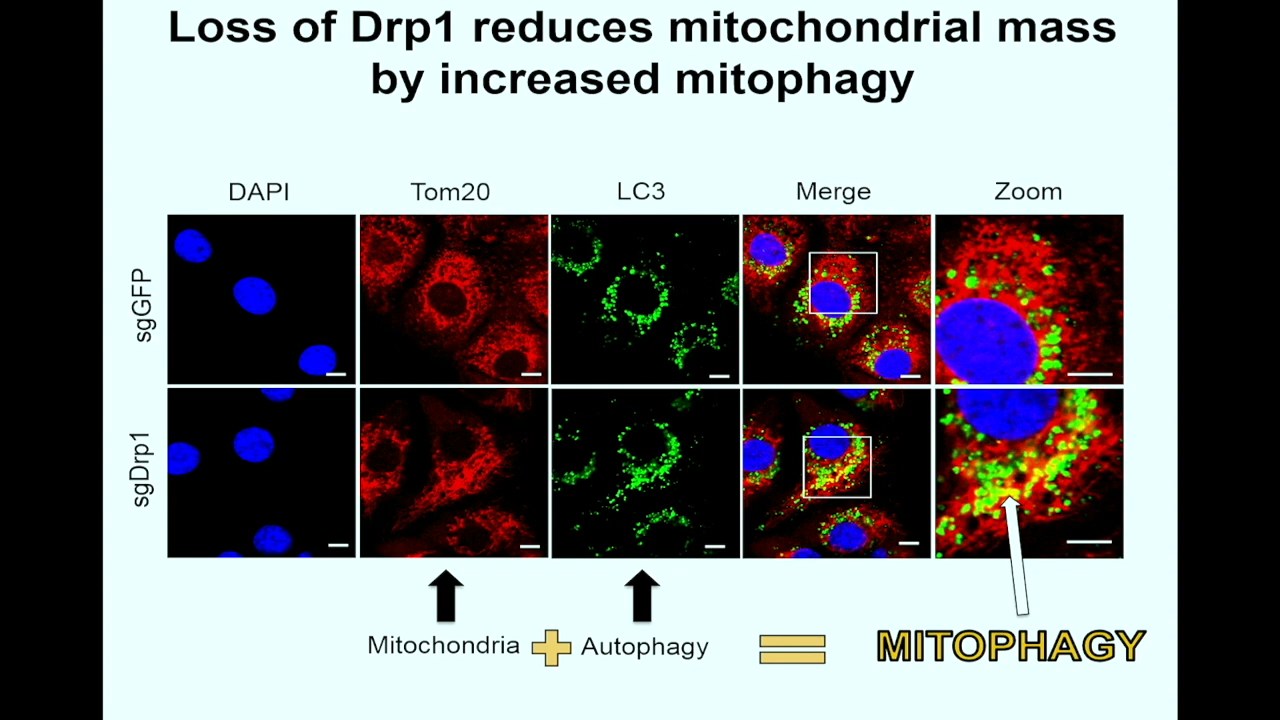 Loss of Drp1 reduces mitochondrial mass
by increased mitophagy
DAPI Tom20 LC3 Merge Zoom
sgGFP
sgDrp1
Mitochondria Autophagy MITOPHAGY